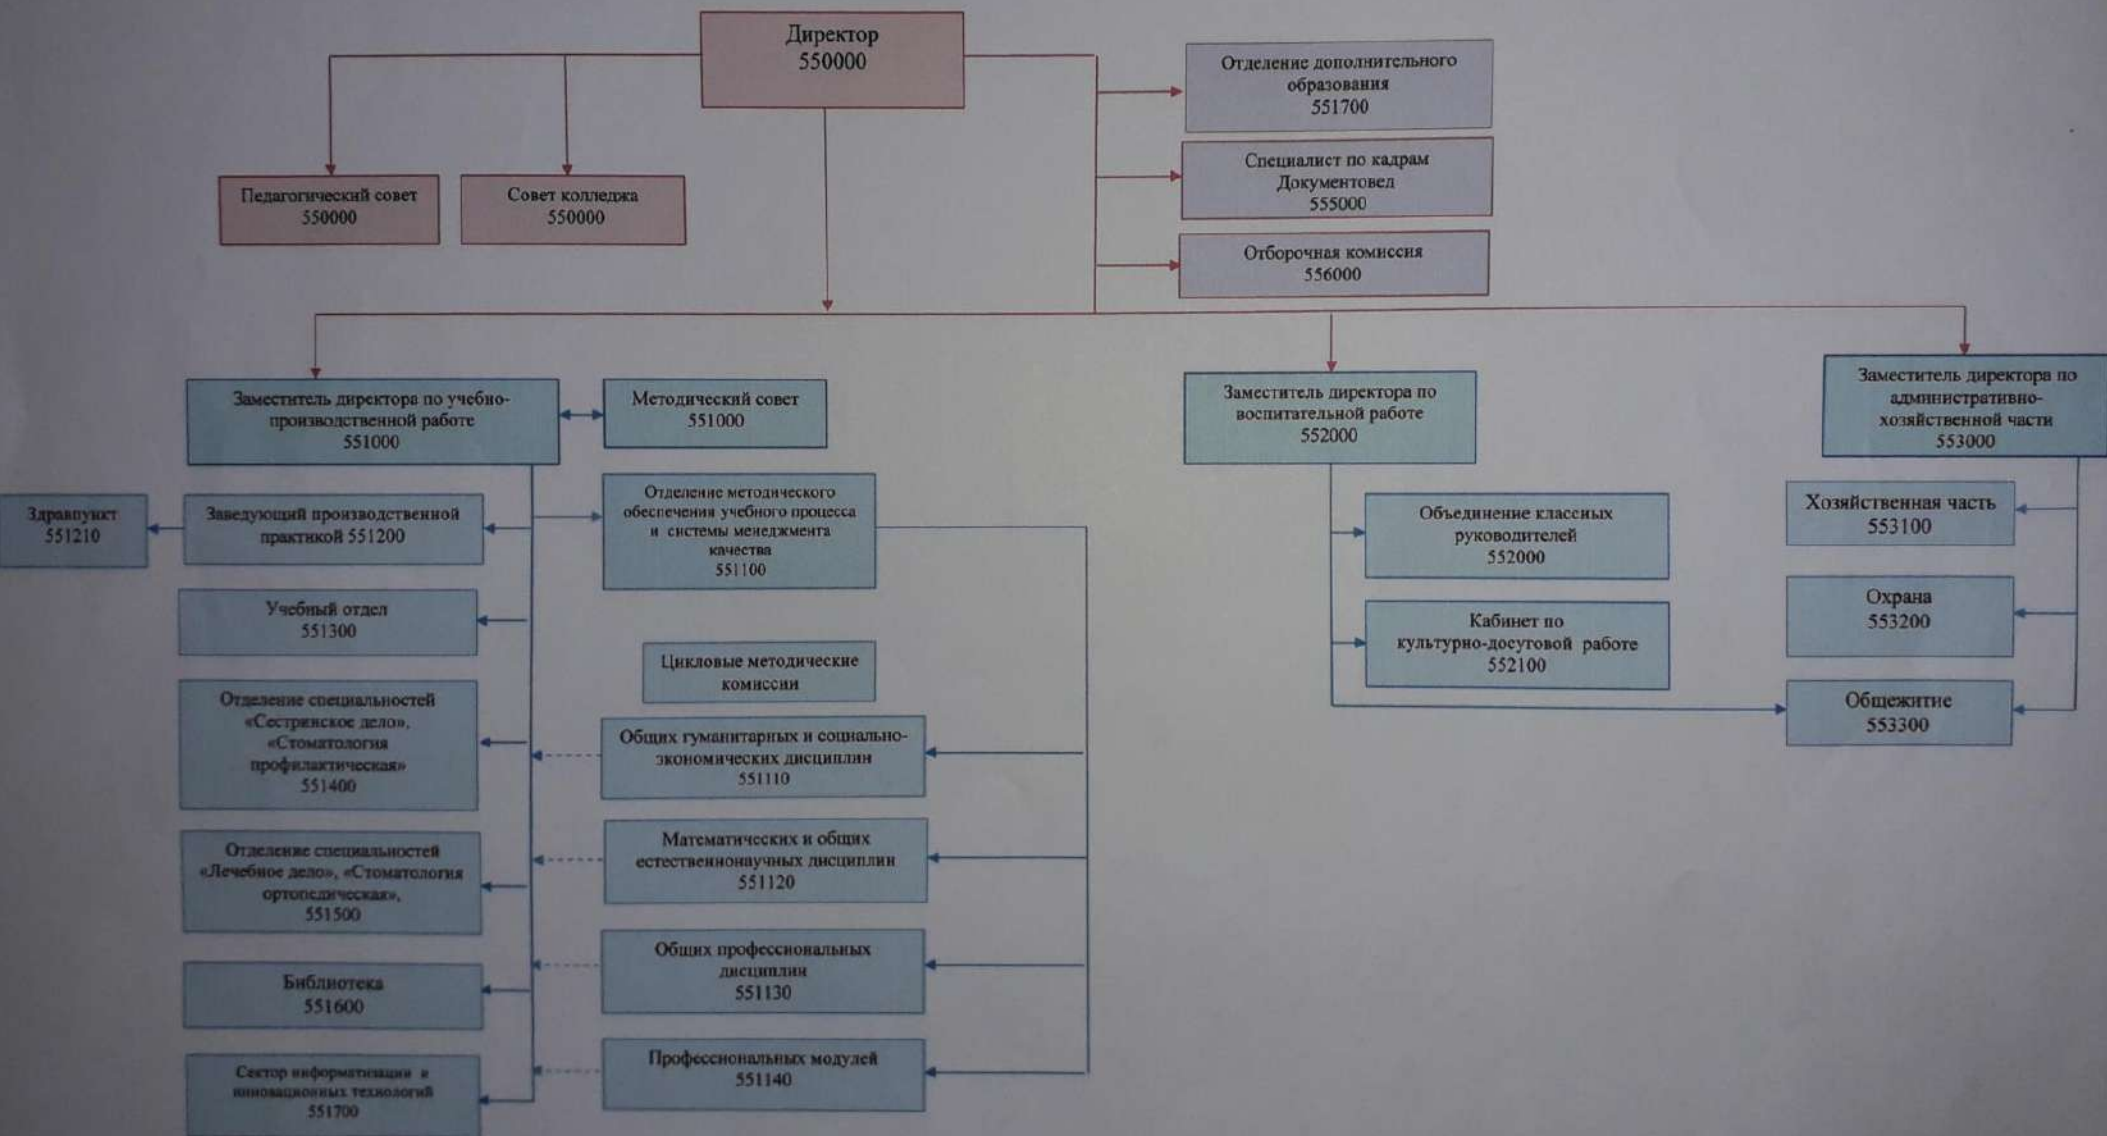 Директор
550000
Отделение дополнительного
образования
551700
Специалист по кадрам
Документовед
555000
Отборочная комиссия
556000
Педагогический совет
550000
Совет колледжа
550000
Заместитель директора по учебно-
производственной работе
551000
Методический совет
551000
Заместитель директора по
воспитательной работе
552000
Заместитель директора по
административно-
хозяйственной части
553000
Здравпункт
551210
Заведующий производственной
практикой 551200
Отделение методического
обеспечения учебного процесса
и системы менеджмента
качества
551100
Объединение классных
руководителей
552000
Хозяйственная часть
553100
Учебный отдел
551300
Кабинет по
культурно-досуговой работе
552100
Охрана
553200
Цикловые методические
комиссии
Общежитие
553300
Отделение специальностей
«Сестринское дело»,
«Стоматология
профилактическая»
551400
Общих гуманитарных и социально-
экономических дисциплин
551110
Отделение специальностей
«Лечебное дело», «Стоматология
ортопедическая»,
551500
Математических и общих
естественнонаучных дисциплин
551120
Библиотека
551600
Общих профессиональных
дисциплин
551130
Сектор информатизации и
инновационных технологий
551700
Профессиональных модулей
551140